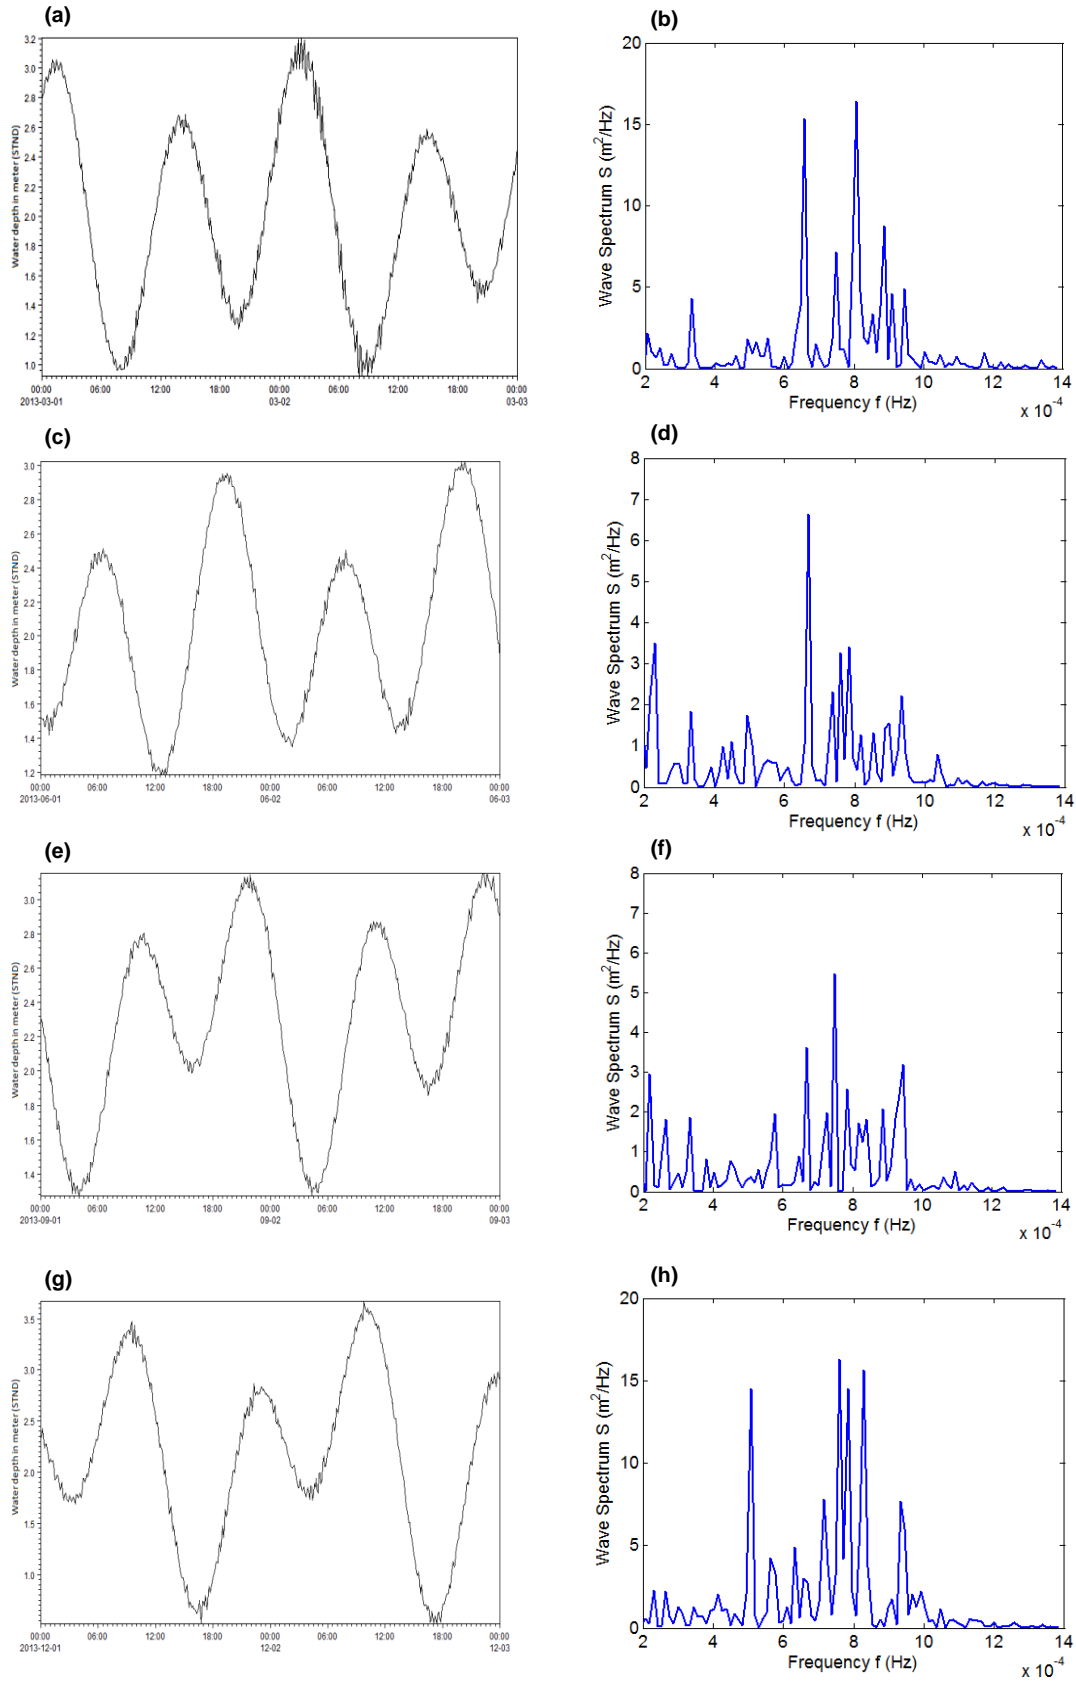 (a)
Water depth in meter (STND)
3.2
3.0
2.8
2.6
2.4
2.2
2.0
1.8
1.6
1.4
1.2
1.0
00:00 06:00 12:00 18:00 00:00 06:00 12:00 18:00 00:00
2013-03-01 03-02 03-03
(b)
Wave Spectrum S (m²/Hz)
20
15
10
5
0
2 4 6 8 10 12 14
Frequency f (Hz)
x 10⁻⁴
(c)
Water depth in meter (STND)
3.0
2.8
2.6
2.4
2.2
2.0
1.8
1.6
1.4
1.2
00:00 06:00 12:00 18:00 00:00 06:00 12:00 18:00 00:00
2013-06-01 06-02 06-03
(d)
Wave Spectrum S (m²/Hz)
8
7
6
5
4
3
2
1
0
2 4 6 8 10 12 14
Frequency f (Hz)
x 10⁻⁴
(e)
Water depth in meter (STND)
3.0
2.8
2.6
2.4
2.2
2.0
1.8
1.6
1.4
00:00 06:00 12:00 18:00 00:00 06:00 12:00 18:00 00:00
2013-09-01 09-02 09-03
(f)
Wave Spectrum S (m²/Hz)
8
7
6
5
4
3
2
1
0
2 4 6 8 10 12 14
Frequency f (Hz)
x 10⁻⁴
(g)
Water depth in meter (STND)
3.5
3.0
2.5
2.0
1.5
1.0
00:00 06:00 12:00 18:00 00:00 06:00 12:00 18:00 00:00
2013-12-01 12-02 12-03
(h)
Wave Spectrum S (m²/Hz)
20
15
10
5
0
2 4 6 8 10 12 14
Frequency f (Hz)
x 10⁻⁴